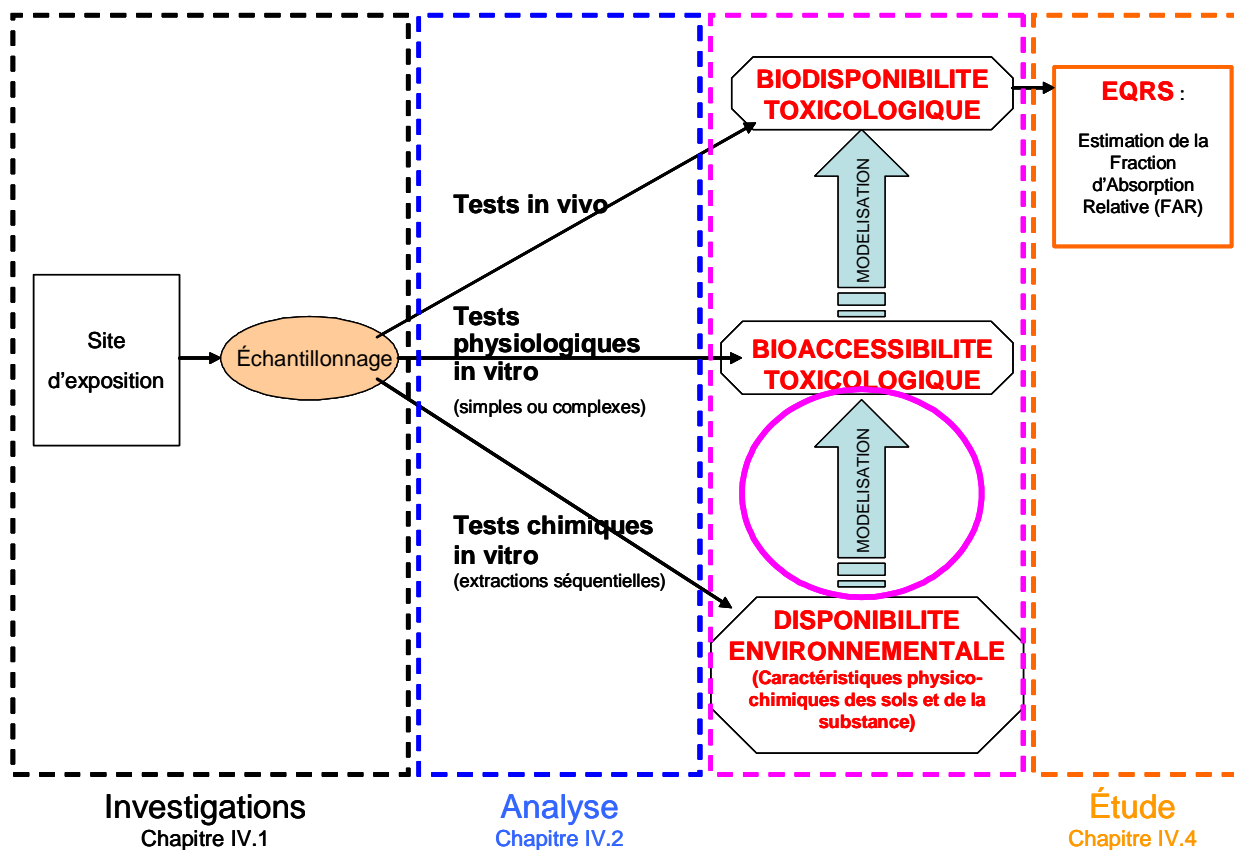 Site
d'exposition
Échantillonnage
Tests in vivo
Tests
physiologiques
in vitro
(simples ou complexes)
Tests chimiques
in vitro
(extractions séquentielles)
BIODISPONIBILITE
TOXICOLOGIQUE
MODELISATION
BIOACCESSIBILITE
TOXICOLOGIQUE
MODELISATION
DISPONIBILITE
ENVIRONNEMENTALE
(Caractéristiques physico-
chimiques des sols et de la
substance)
EQRS :
Estimation de la
Fraction
d'Absorption
Relative (FAR)
Investigations
Chapitre IV.1
Analyse
Chapitre IV.2
Étude
Chapitre IV.4